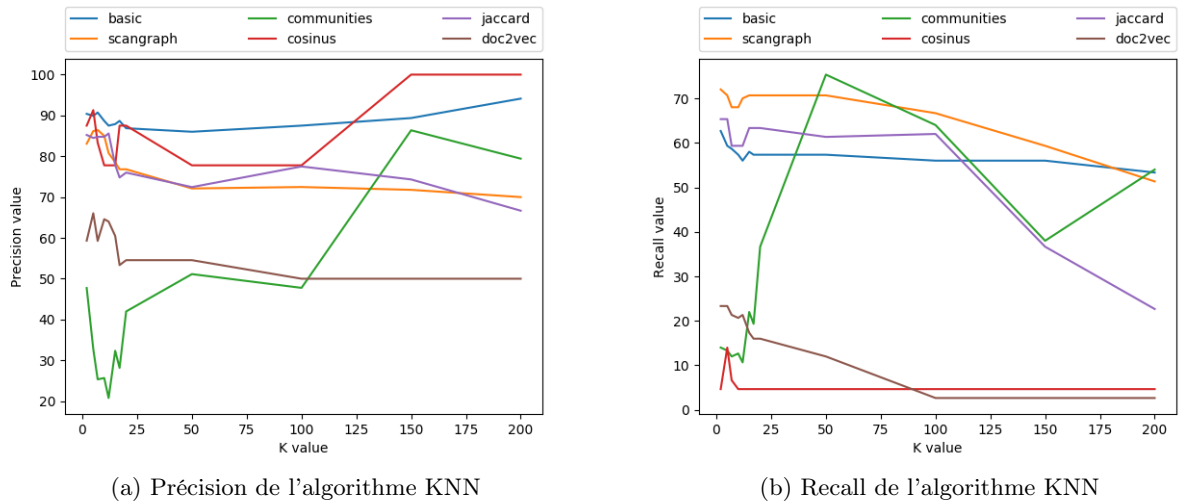 basic communities jaccard
scangraph cosinus doc2vec
100
90
80
70
60
50
40
30
20
Precision value
0 25 50 75 100 125 150 175 200
K value
(a) Précision de l'algorithme KNN
basic communities jaccard
scangraph cosinus doc2vec
70
60
50
40
30
20
10
0
Recall value
0 25 50 75 100 125 150 175 200
K value
(b) Recall de l'algorithme KNN